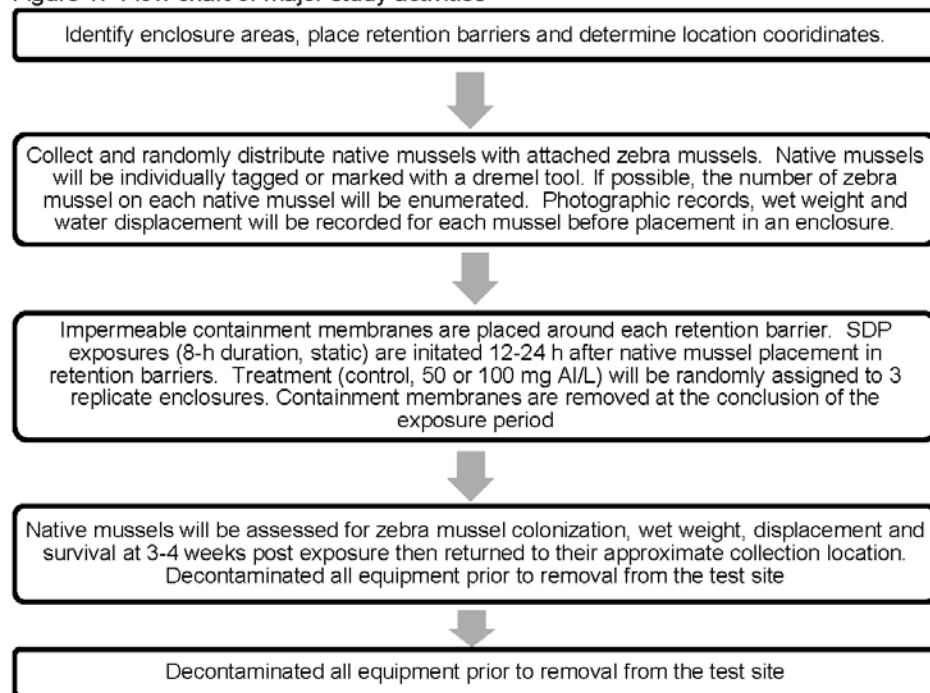 Identify enclosure areas, place retention barriers and determine location cooridinates.
Collect and randomly distribute native mussels with attached zebra mussels. Native mussels
will be individually tagged or marked with a dremel tool. If possible, the number of zebra
mussel on each native mussel will be enumerated. Photographic records, wet weight and
water displacement will be recorded for each mussel before placement in an enclosure.
Impermeable containment membranes are placed around each retention barrier. SDP
exposures (8-h duration, static) are initated 12-24 h after native mussel placement in
retention barriers. Treatment (control, 50 or 100 mg AI/L) will be randomly assigned to 3
replicate enclosures. Containment membranes are removed at the conclusion of the
exposure period
Native mussels will be assessed for zebra mussel colonization, wet weight, displacement and
survival at 3-4 weeks post exposure then returned to their approximate collection location.
Decontaminated all equipment prior to removal from the test site
Decontaminated all equipment prior to removal from the test site